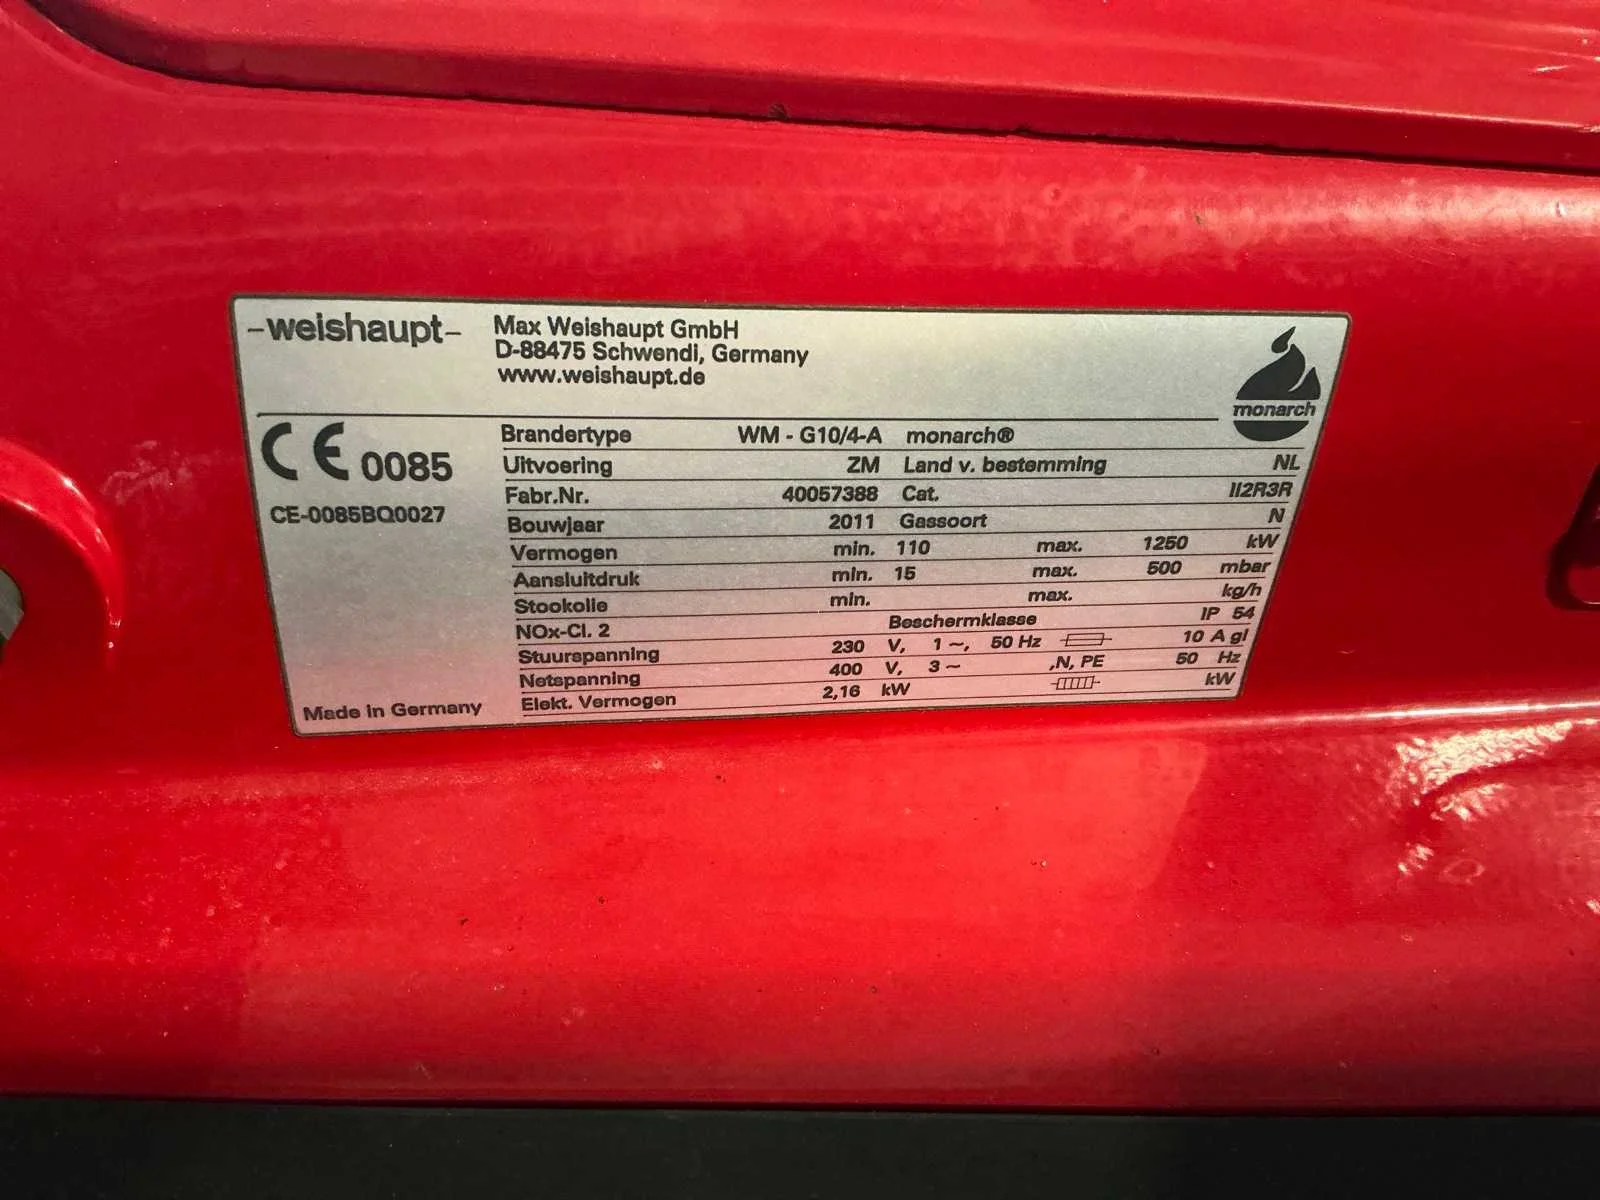 -weishaupt-
Max Weishaupt GmbH
D-88475 Schwendi, Germany
www.weishaupt.de
monarch
CE 0085
CE-0085BQ0027
Brandertype WM - G10/4-A monarch®
Uitvoering ZM Land v. bestemming NL
Fabr.Nr. 40057388 Cat. II2R3R
Bouwjaar 2011 Gassoort N
Vermogen min. 110 max. 1250 kW
Aansluitdruk min. 15 max. 500 mbar
Stookolie min. max. kg/h
NOx-Cl. 2 Beschermklasse IP 54
Stuurspanning 230 V, 1 ~, 50 Hz 10 A gl
Netspanning 400 V, 3 ~ ,N, PE 50 Hz
Elekt. Vermogen 2,16 kW kW
Made in Germany